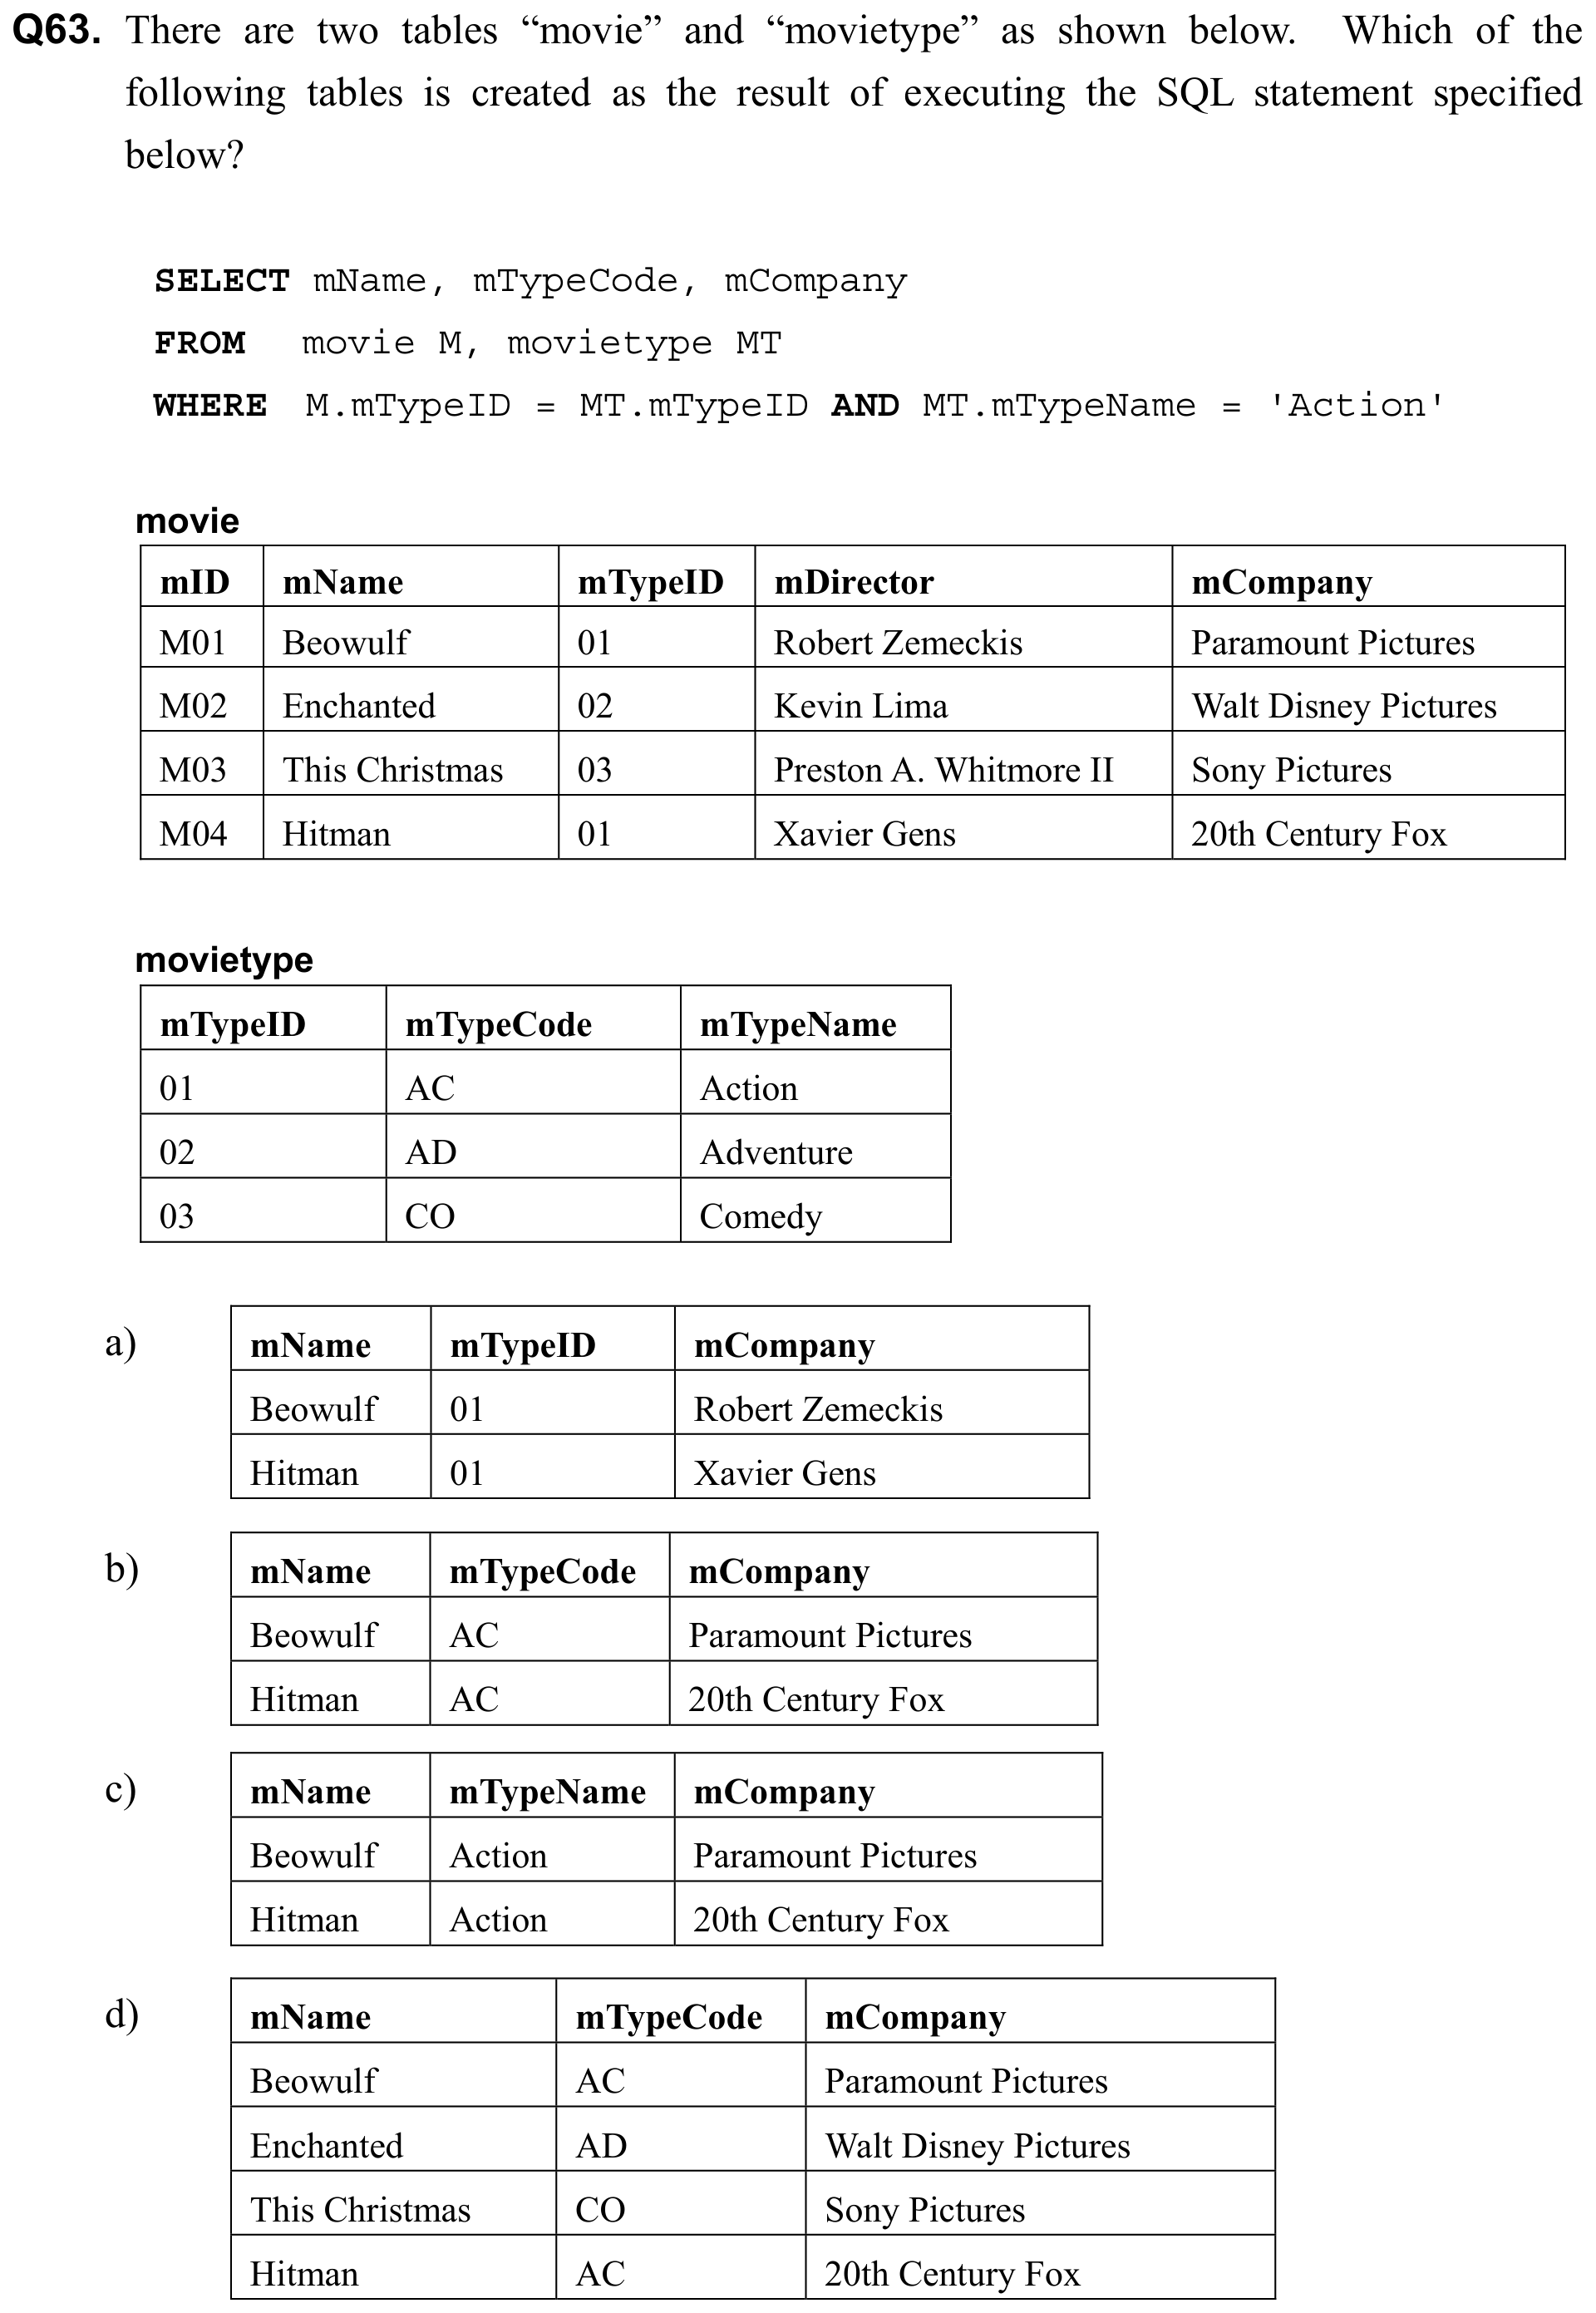 Q63. There are two tables “movie” and “movietype” as shown below. Which of the
following tables is created as the result of executing the SQL statement specified
below?
SELECT mName, mTypeCode, mCompany
FROM movie M, movietype MT
WHERE M.mTypeID = MT.mTypeID AND MT.mTypeName = 'Action'
movie
mID mName mTypeID mDirector mCompany
M01 Beowulf 01 Robert Zemeckis Paramount Pictures
M02 Enchanted 02 Kevin Lima Walt Disney Pictures
M03 This Christmas 03 Preston A. Whitmore II Sony Pictures
M04 Hitman 01 Xavier Gens 20th Century Fox
movietype
mTypeID mTypeCode mTypeName
01 AC Action
02 AD Adventure
03 CO Comedy
a) mName mTypeID mCompany
Beowulf 01 Robert Zemeckis
Hitman 01 Xavier Gens
b) mName mTypeCode mCompany
Beowulf AC Paramount Pictures
Hitman AC 20th Century Fox
c) mName mTypeName mCompany
Beowulf Action Paramount Pictures
Hitman Action 20th Century Fox
d) mName mTypeCode mCompany
Beowulf AC Paramount Pictures
Enchanted AD Walt Disney Pictures
This Christmas CO Sony Pictures
Hitman AC 20th Century Fox